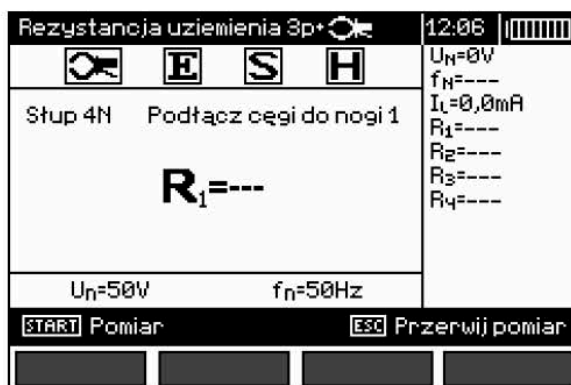 Rezystancja uziemienia 3p+
12:06
E S H
Słup 4N Podłącz cęgi do nogi 1
R1=---
Un=50V fn=50Hz
UN=0V
fN=---
IL=0,0mA
R1=---
R2=---
R3=---
R4=---
START Pomiar
ESC Przerwij pomiar